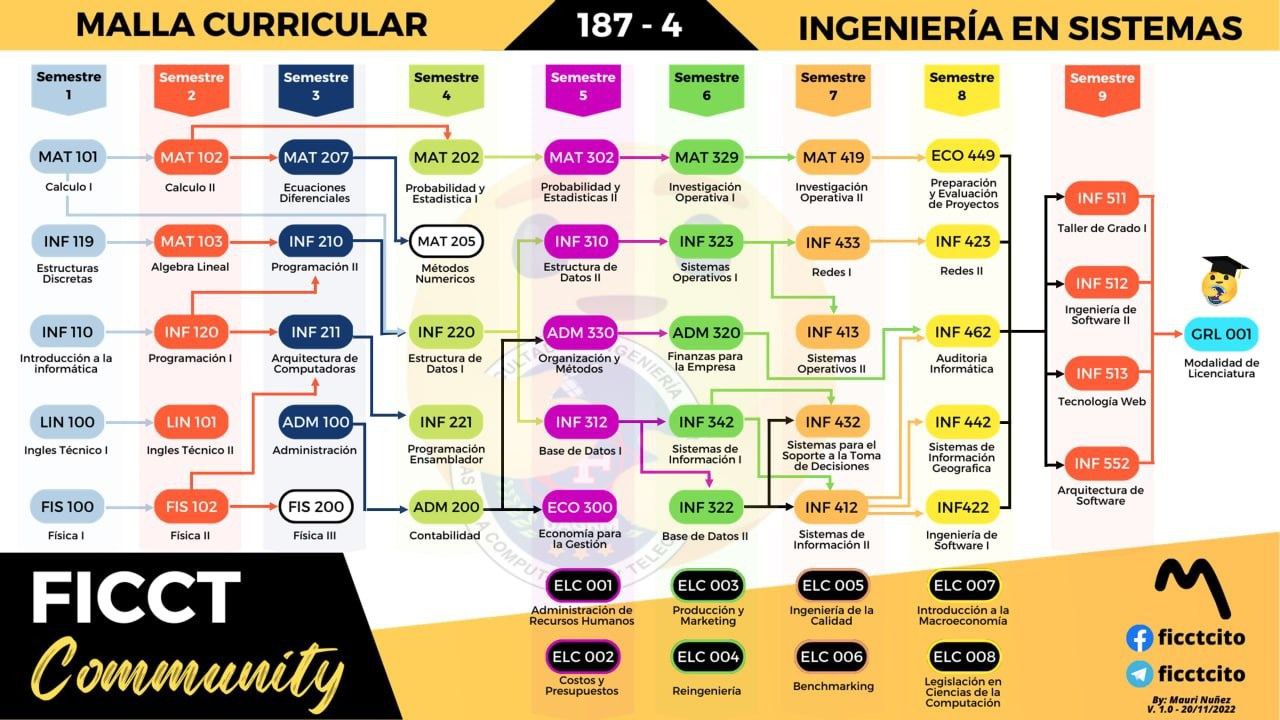 MALLA CURRICULAR
187 - 4
INGENIERÍA EN SISTEMAS
Semestre
1
Semestre
2
Semestre
3
Semestre
4
Semestre
5
Semestre
6
Semestre
7
Semestre
8
Semestre
9
MAT 101
Calculo I
MAT 102
Calculo II
MAT 207
Ecuaciones
Diferenciales
MAT 202
Probabilidad y
Estadistica I
MAT 302
Probabilidad y
Estadisticas II
MAT 329
Investigación
Operativa I
MAT 419
Investigación
Operativa II
ECO 449
Preparación
y Evaluación
de Proyectos
INF 511
Taller de Grado I
INF 119
Estructuras
Discretas
MAT 103
Algebra Lineal
INF 210
Programación II
MAT 205
Métodos
Numericos
INF 310
Estructura de
Datos II
INF 323
Sistemas
Operativos I
INF 433
Redes I
INF 423
Redes II
INF 512
Ingeniería de
Software II
INF 110
Introducción a la
informática
INF 120
Programación I
INF 211
Arquitectura de
Computadoras
INF 220
Estructura de
Datos I
ADM 330
Organización y
Métodos
ADM 320
Finanzas para
la Empresa
INF 413
Sistemas
Operativos II
INF 462
Auditoria
Informática
GRL 001
Modalidad de
Licenciatura
INF 513
Tecnología Web
LIN 100
Ingles Técnico I
LIN 101
Ingles Técnico II
ADM 100
Administración
INF 221
Programación
Ensamblador
INF 312
Base de Datos I
INF 342
Sistemas de
Información I
INF 432
Sistemas para el
Soporte a la Toma
de Decisiones
INF 442
Sistemas de
Información
Geografica
INF 552
Arquitectura de
Software
FIS 100
Física I
FIS 102
Física II
FIS 200
Física III
ADM 200
Contabilidad
ECO 300
Economía para
la Gestión
INF 322
Base de Datos II
INF 412
Sistemas de
Información II
INF422
Ingeniería de
Software I
ELC 001
Administración de
Recursos Humanos
ELC 003
Producción y
Marketing
ELC 005
Ingeniería de la
Calidad
ELC 007
Introducción a la
Macroeconomía
ELC 002
Costos y
Presupuestos
ELC 004
Reingeniería
ELC 006
Benchmarking
ELC 008
Legislación en
Ciencias de la
Computación
FICCT
Community
ficctcito
ficctcito
By: Mauri Nuñez
V. 1.0 - 20/11/2022